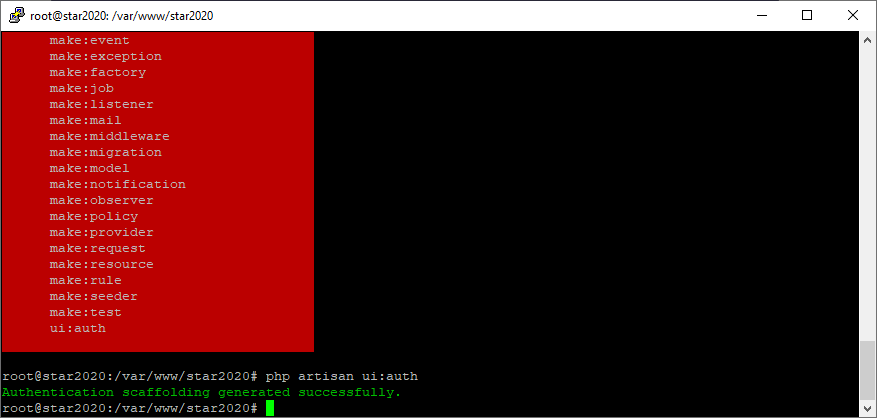 root@star2020: /var/www/star2020
make:event
make:exception
make:factory
make:job
make:listener
make:mail
make:middleware
make:migration
make:model
make:notification
make:observer
make:policy
make:provider
make:request
make:resource
make:rule
make:seeder
make:test
ui:auth
root@star2020:/var/www/star2020# php artisan ui:auth
Authentication scaffolding generated successfully.
root@star2020:/var/www/star2020#